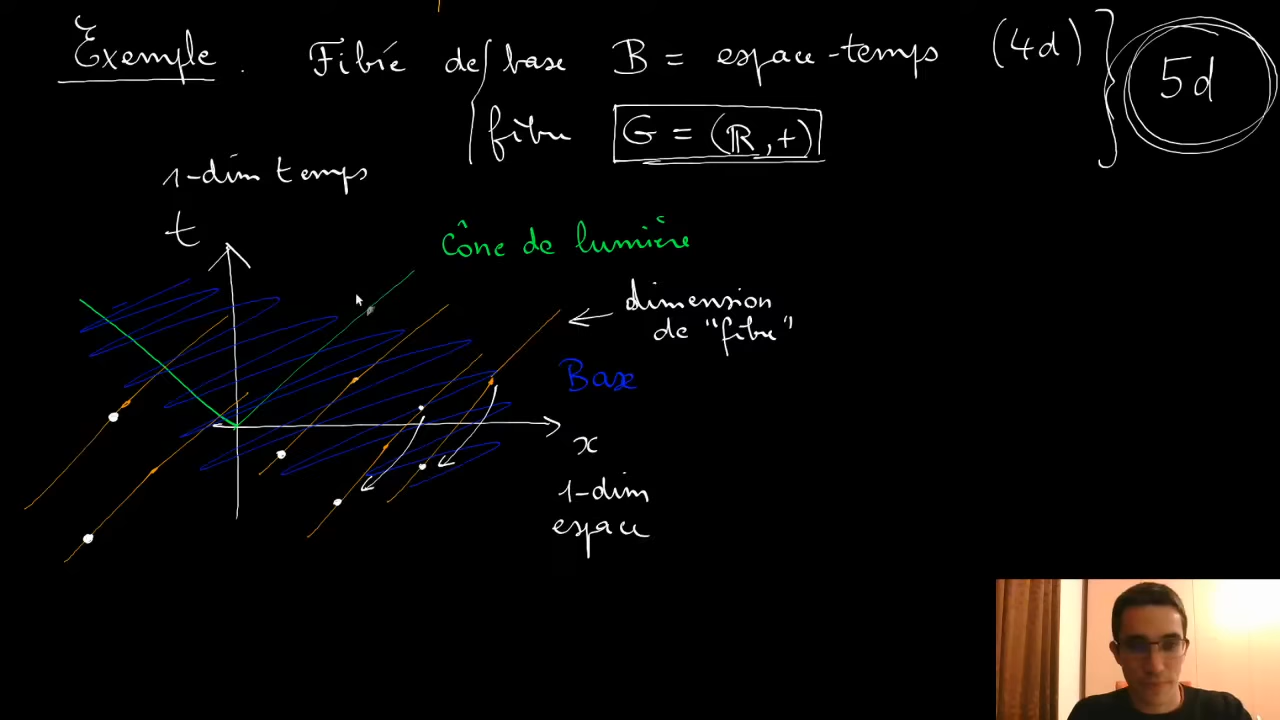 Exemple. Fibré de base B = espace-temps (4d)
fibre G = (ℝ,+)
5d
1-dim temps
t
cône de lumière
dimension
de "fibre"
Base
x
1-dim
espace